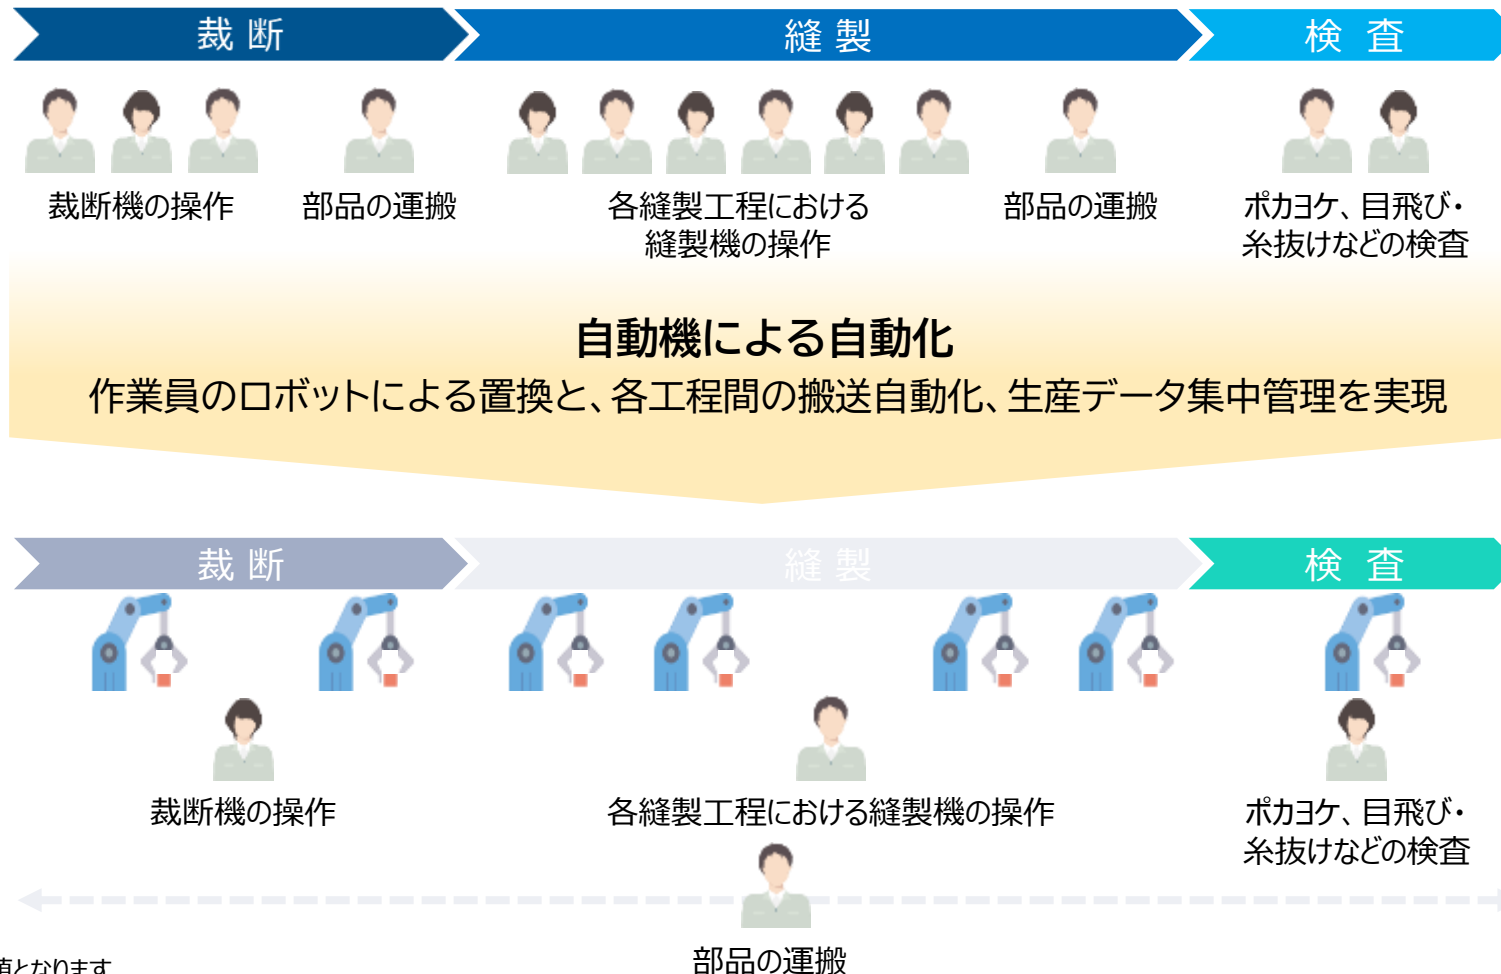 裁 断
縫 製
検 査
裁断機の操作
部品の運搬
各縫製工程における
縫製機の操作
部品の運搬
ポカヨケ、目飛び・
糸抜けなどの検査
自動機による自動化
作業員のロボットによる置換と、各工程間の搬送自動化、生産データ集中管理を実現
裁 断
縫 製
検 査
裁断機の操作
各縫製工程における縫製機の操作
ポカヨケ、目飛び・
糸抜けなどの検査
部品の運搬
となります